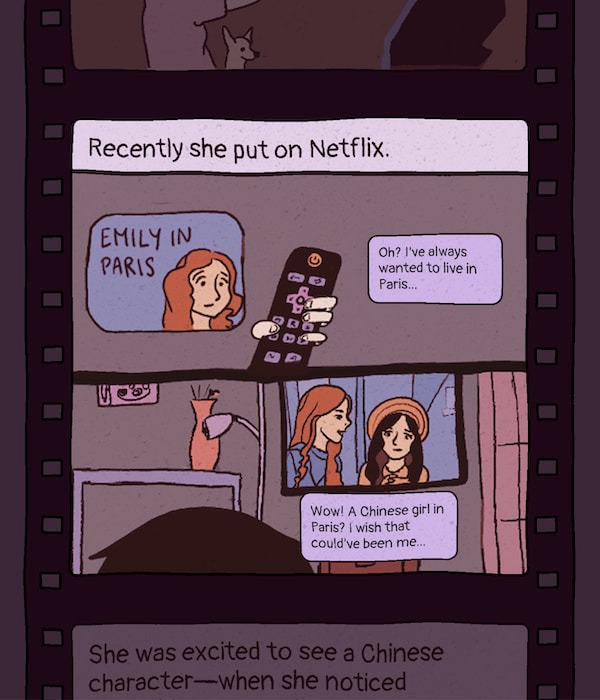 Recently she put on Netflix.
EMILY IN
PARIS
Oh? I've always
wanted to live in
Paris...
Wow! A Chinese girl in
Paris? I wish that
could've been me...
She was excited to see a Chinese
character—when she noticed